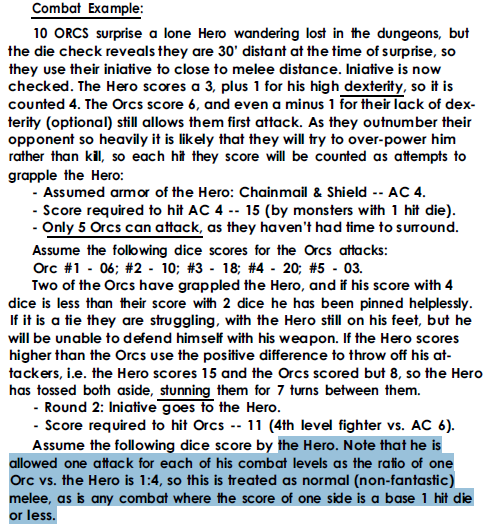 Combat Example:
10 ORCS surprise a lone Hero wandering lost in the dungeons, but
the die check reveals they are 30' distant at the time of surprise, so
they use their iniative to close to melee distance. Iniative is now
checked. The Hero scores a 3, plus 1 for his high dexterity, so it is
counted 4. The Orcs score 6, and even a minus 1 for their lack of dex-
terity (optional) still allows them first attack. As they outnumber their
opponent so heavily it is likely that they will try to over-power him
rather than kill, so each hit they score will be counted as attempts to
grapple the Hero:
- Assumed armor of the Hero: Chainmail & Shield -- AC 4.
- Score required to hit AC 4 -- 15 (by monsters with 1 hit die).
- Only 5 Orcs can attack, as they haven't had time to surround.
Assume the following dice scores for the Orcs attacks:
Orc #1 - 06; #2 - 10; #3 - 18; #4 - 20; #5 - 03.
Two of the Orcs have grappled the Hero, and if his score with 4
dice is less than their score with 2 dice he has been pinned helplessly.
If it is a tie they are struggling, with the Hero still on his feet, but he
will be unable to defend himself with his weapon. If the Hero scores
higher than the Orcs use the positive difference to throw off his at-
tackers, i.e. the Hero scores 15 and the Orcs scored but 8, so the Hero
has tossed both aside, stunning them for 7 turns between them.
- Round 2: Iniative goes to the Hero.
- Score required to hit Orcs -- 11 (4th level fighter vs. AC 6).
Assume the following dice score by the Hero. Note that he is
allowed one attack for each of his combat levels as the ratio of one
Orc vs. the Hero is 1:4, so this is treated as normal (non-fantastic)
melee, as is any combat where the score of one side is a base 1 hit die
or less.